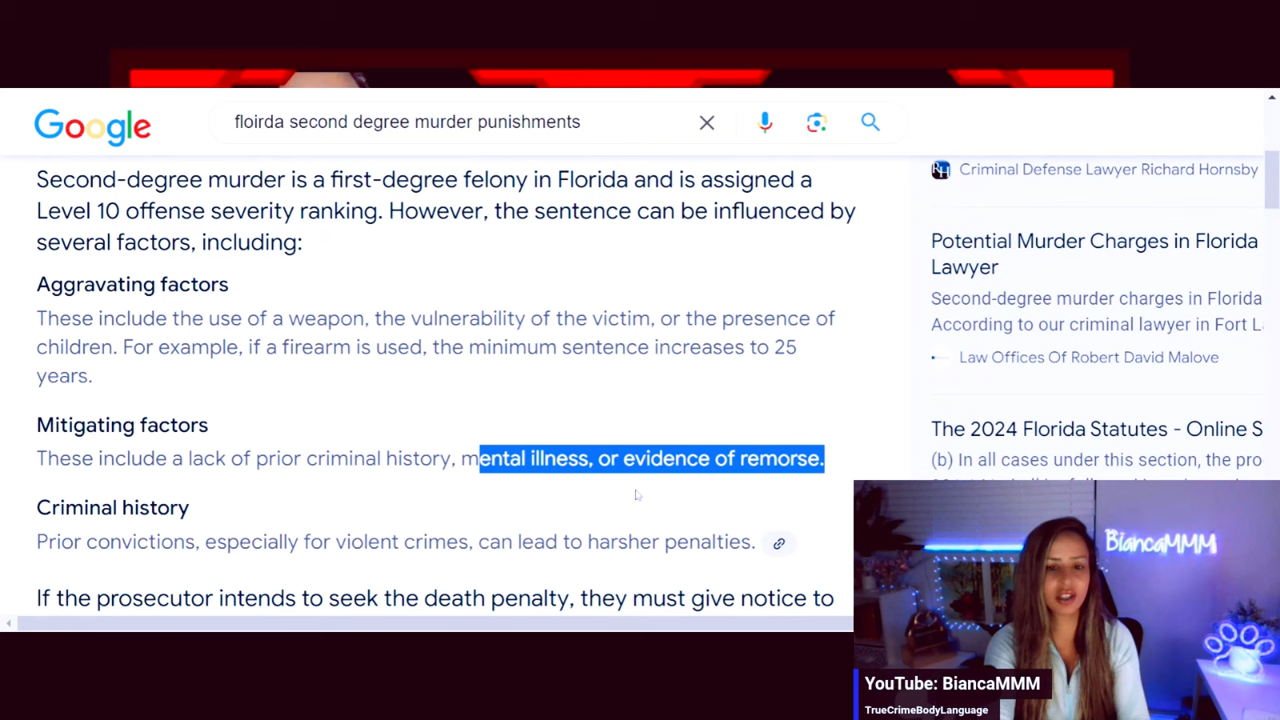 Google
floirda second degree murder punishments
Second-degree murder is a first-degree felony in Florida and is assigned a
Level 10 offense severity ranking. However, the sentence can be influenced by
several factors, including:
Aggravating factors
These include the use of a weapon, the vulnerability of the victim, or the presence of
children. For example, if a firearm is used, the minimum sentence increases to 25
years.
Mitigating factors
These include a lack of prior criminal history, mental illness, or evidence of remorse.
Criminal history
Prior convictions, especially for violent crimes, can lead to harsher penalties.
If the prosecutor intends to seek the death penalty, they must give notice to
RH
Criminal Defense Lawyer Richard Hornsby
Potential Murder Charges in Florida
Lawyer
Second-degree murder charges in Florida
According to our criminal lawyer in Fort L
Law Offices Of Robert David Malove
The 2024 Florida Statutes - Online S
(b) In all cases under this section, the pro
BiancaMMM
YouTube: BiancaMMM
TrueCrimeBodyLanguage